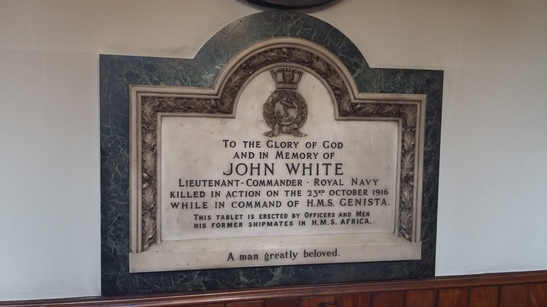 To the Glory of God
and in Memory of
JOHN WHITE
Lieutenant-Commander · Royal Navy
killed in action on the 23rd October 1916
while in command of H.M.S. Genista.
This tablet is erected by Officers and Men
his former shipmates in H.M.S. Africa.
A man greatly beloved.